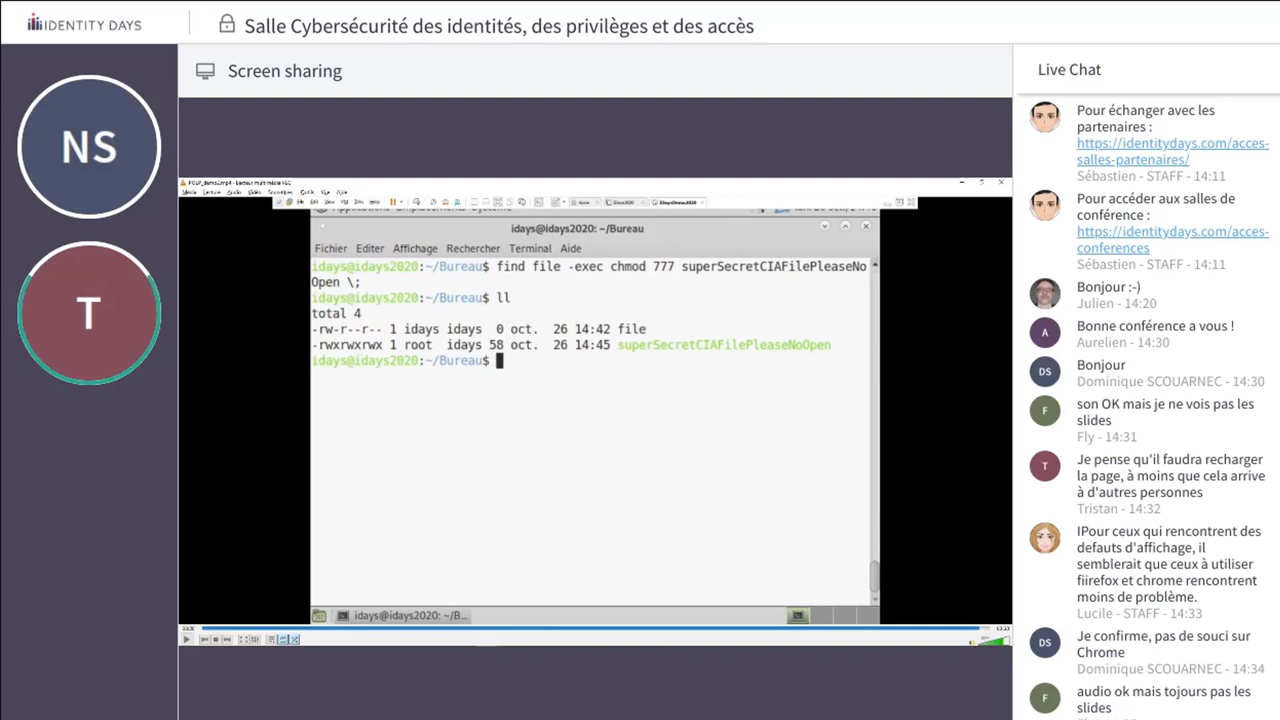 IDENTITY DAYS
Salle Cybersécurité des identités, des privilèges et des accès
Screen sharing
Live Chat
NS
T
idays@idays2020: ~/Bureau
Fichier Editer Affichage Rechercher Terminal Aide
idays@idays2020:~/Bureau$ find file -exec chmod 777 superSecretCIAFilePleaseNo
Open \;
idays@idays2020:~/Bureau$ ll
total 4
-rw-r--r-- 1 idays idays 0 oct. 26 14:42 file
-rwxrwxrwx 1 root idays 58 oct. 26 14:45 superSecretCIAFilePleaseNoOpen
idays@idays2020:~/Bureau$
idays@idays2020: ~/B...
Pour échanger avec les
partenaires :
https://identitydays.com/acces-
salles-partenaires/
Sébastien - STAFF - 14:11
Pour accéder aux salles de
conférence :
https://identitydays.com/acces-
conferences
Sébastien - STAFF - 14:11
Bonjour :-)
Julien - 14:20
A
Bonne conférence a vous !
Aurelien - 14:30
DS
Bonjour
Dominique SCOUARNEC - 14:30
F
son OK mais je ne vois pas les
slides
Fly - 14:31
T
Je pense qu'il faudra recharger
la page, à moins que cela arrive
à d'autres personnes
Tristan - 14:32
IPour ceux qui rencontrent des
defauts d'affichage, il
semblerait que ceux à utiliser
fiirefox et chrome rencontrent
moins de problème.
Lucile - STAFF - 14:33
DS
Je confirme, pas de souci sur
Chrome
Dominique SCOUARNEC - 14:34
F
audio ok mais tojours pas les
slides